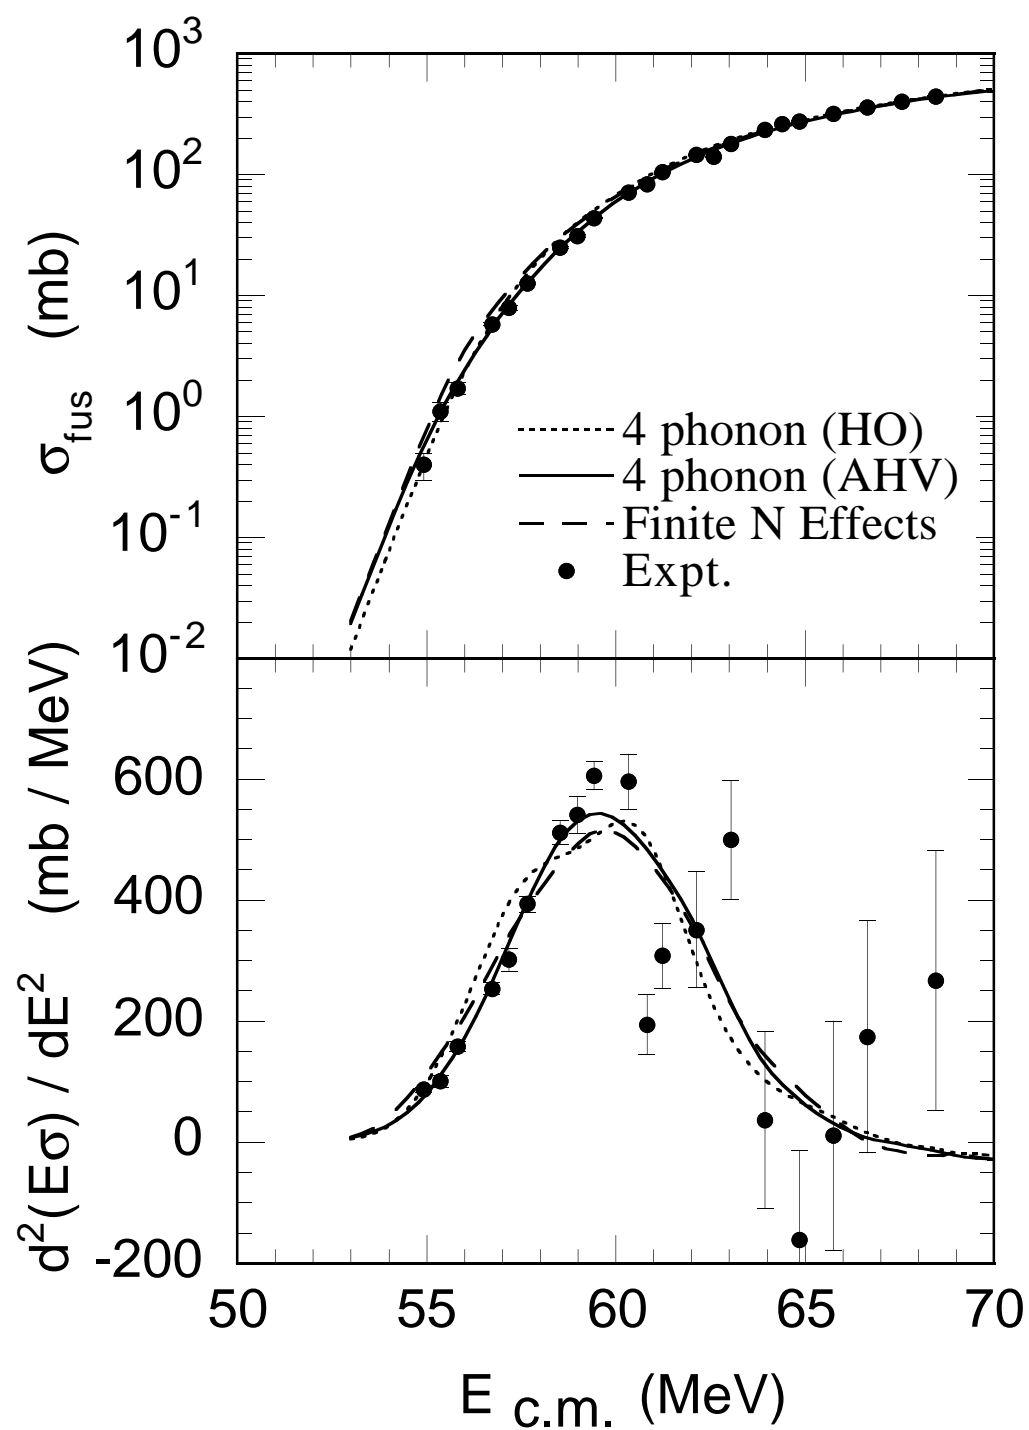 10^3
10^2
10^1
10^0
10^-1
10^-2
σ_fus (mb)
4 phonon (HO)
4 phonon (AHV)
Finite N Effects
Expt.
600
400
200
0
-200
d^2(Eσ) / dE^2 (mb / MeV)
50 55 60 65 70
E c.m. (MeV)